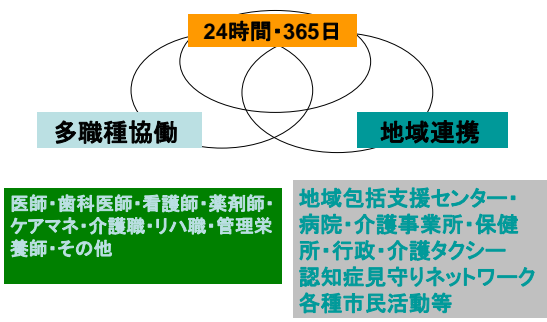 24時間・365日
多職種協働
地域連携
医師・歯科医師・看護師・薬剤師・
ケアマネ・介護職・リハ職・管理栄
養師・その他
地域包括支援センター・
病院・介護事業所・保健
所・行政・介護タクシー
認知症見守りネットワーク
各種市民活動等